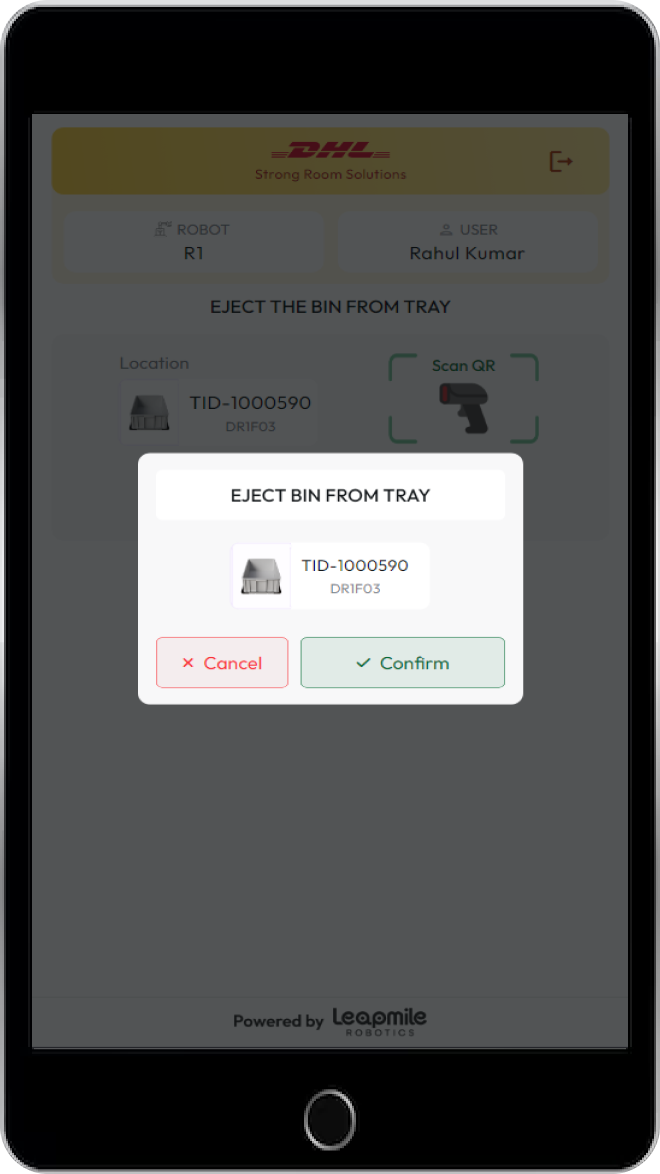 DHL
Strong Room Solutions
ROBOT
R1
USER
Rahul Kumar
EJECT THE BIN FROM TRAY
Location
TID-1000590
DR1F03
Scan QR
EJECT BIN FROM TRAY
TID-1000590
DR1F03
Cancel
Confirm
Powered by Leapmile
ROBOTICS